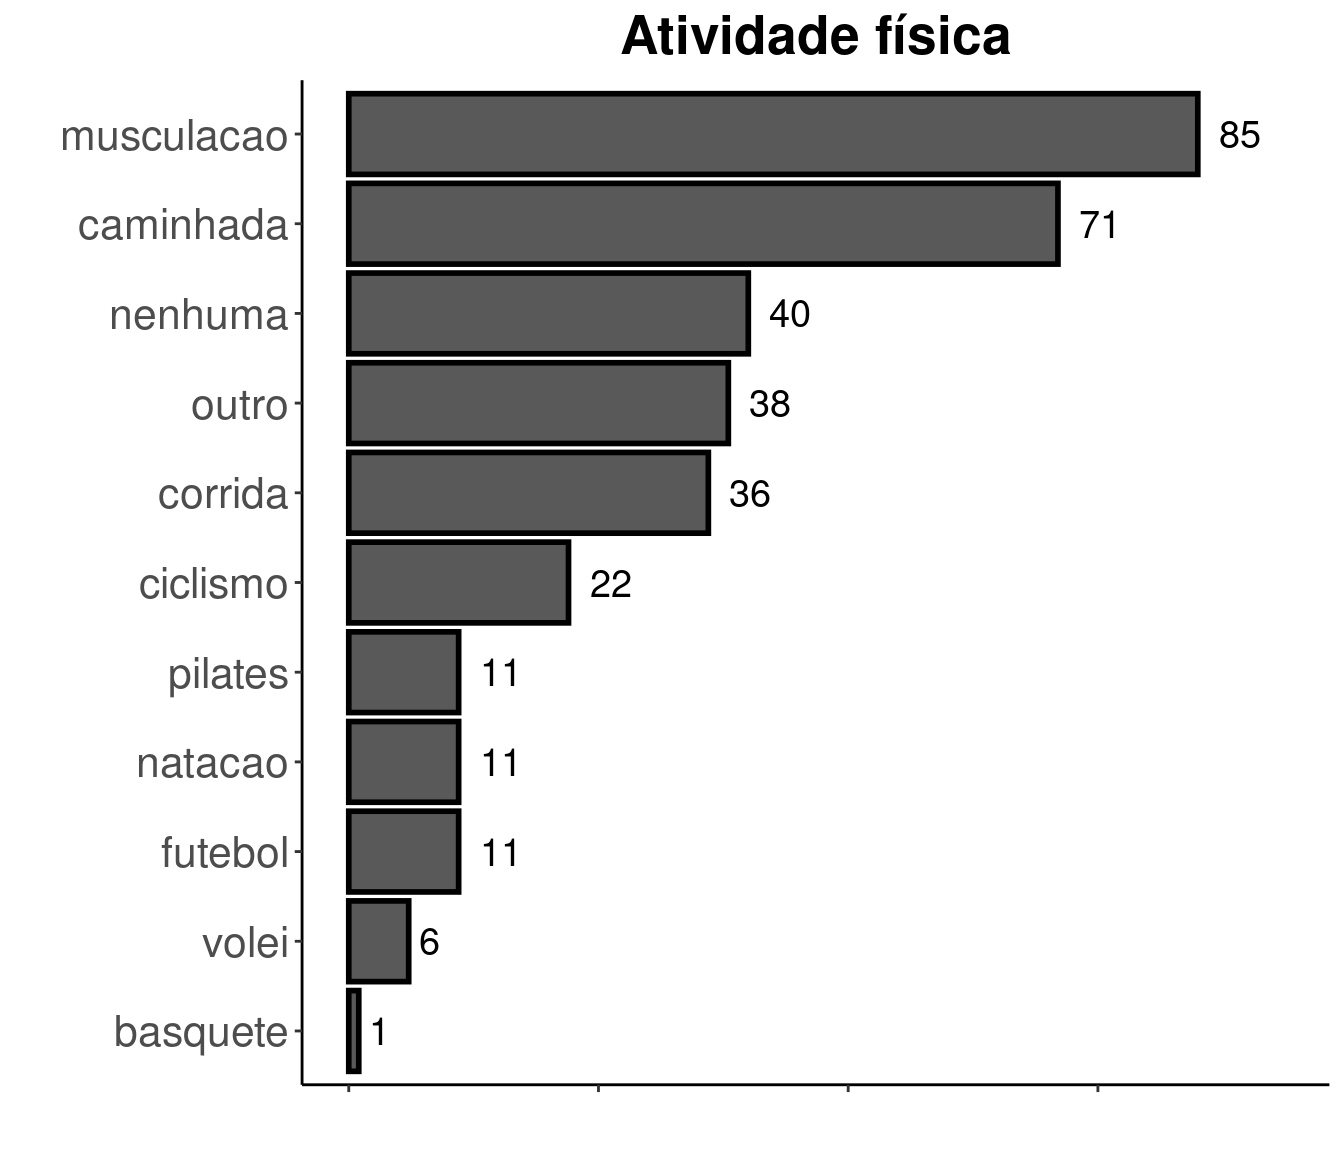 Atividade física
musculacao 85
caminhada 71
nenhuma 40
outro 38
corrida 36
ciclismo 22
pilates 11
natacao 11
futebol 11
volei 6
basquete 1